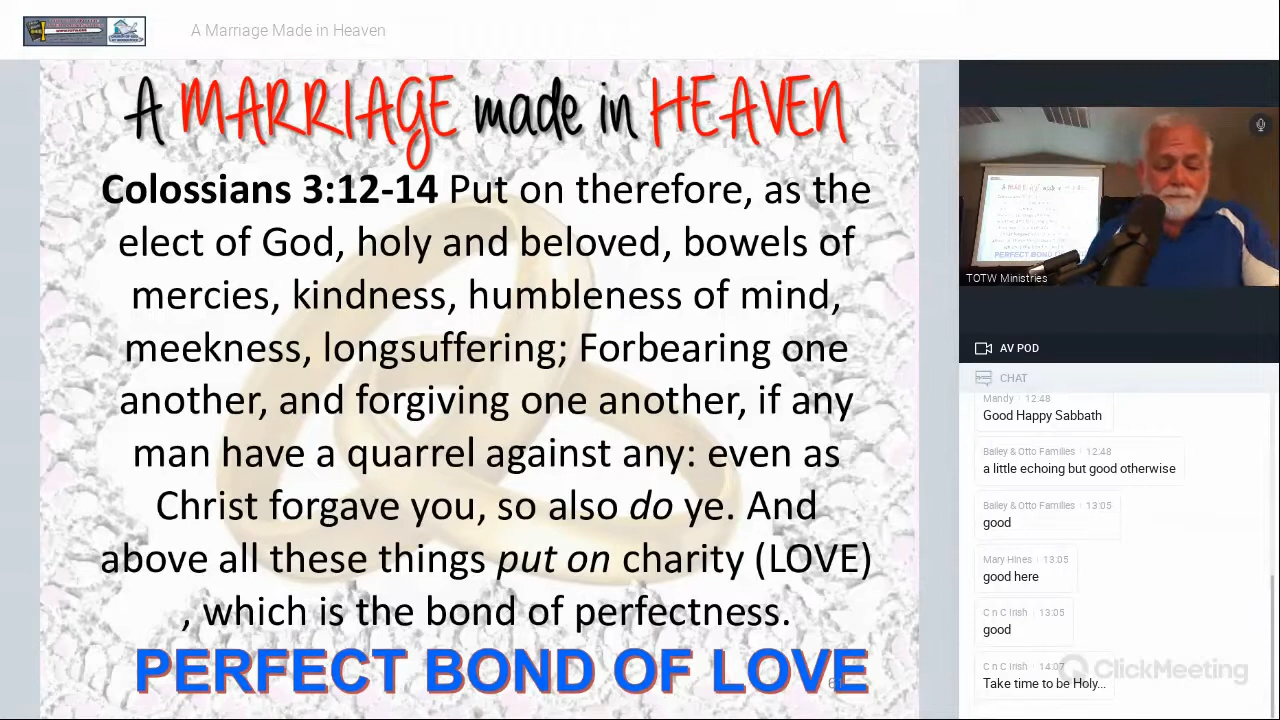 A Marriage Made in Heaven
A MARRIAGE made in HEAVEN
Colossians 3:12-14 Put on therefore, as the
elect of God, holy and beloved, bowels of
mercies, kindness, humbleness of mind,
meekness, longsuffering; Forbearing one
another, and forgiving one another, if any
man have a quarrel against any: even as
Christ forgave you, so also do ye. And
above all these things put on charity (LOVE)
, which is the bond of perfectness.
PERFECT BOND OF LOVE
TOTW Ministries
AV POD
CHAT
Mandy 12:48
Good Happy Sabbath
Bailey & Otto Families 12:48
a little echoing but good otherwise
Bailey & Otto Families 13:05
good
Mary Hines 13:05
good here
C n C Irish 13:05
good
C n C Irish 14:07
Take time to be Holy...
ClickMeeting